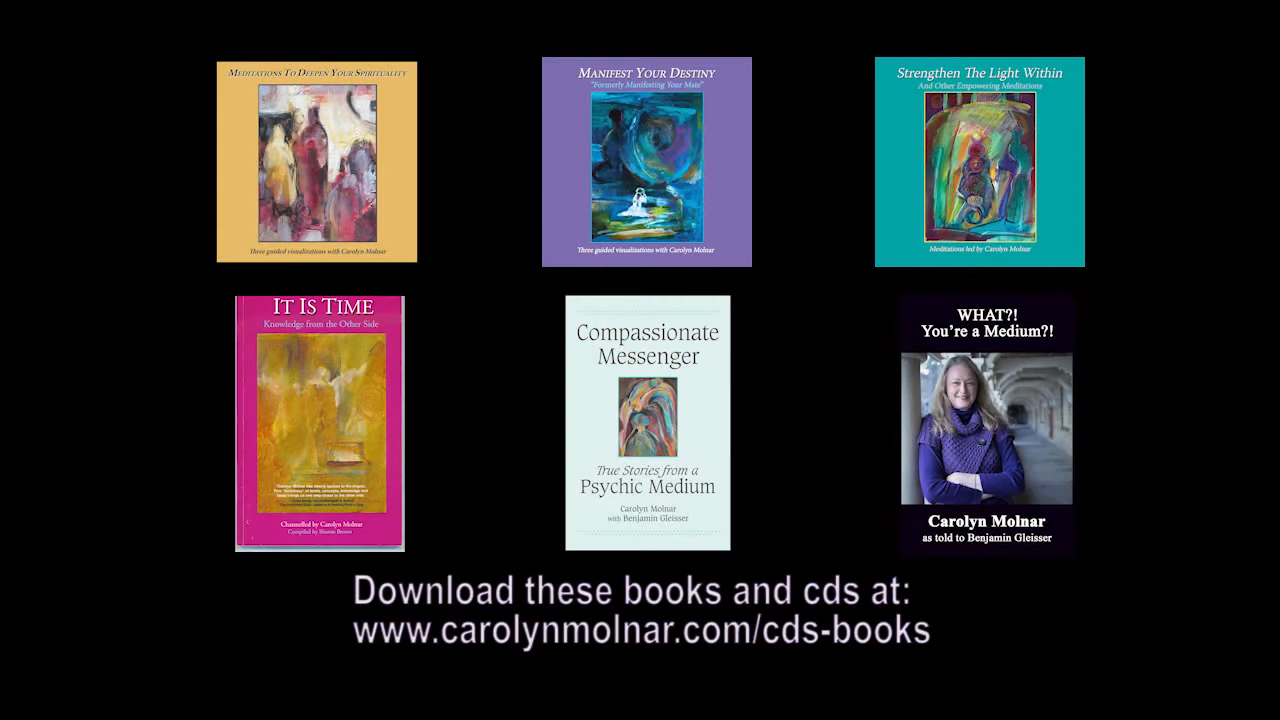 MEDITATIONS TO DEEPEN YOUR SPIRITUALITY
Three guided visualizations with Carolyn Molnar
MANIFEST YOUR DESTINY
"Formerly Manifesting Your Mate"
Three guided visualizations with Carolyn Molnar
Strengthen The Light Within
And Other Empowering Meditations
Meditations led by Carolyn Molnar
IT IS TIME
Knowledge from the Other Side
Channelled by Carolyn Molnar
Compiled by Sharon Brown
Compassionate
Messenger
True Stories from a
Psychic Medium
Carolyn Molnar
with Benjamin Gleisser
WHAT?!
You're a Medium?!
Carolyn Molnar
as told to Benjamin Gleisser
Download these books and cds at:
www.carolynmolnar.com/cds-books